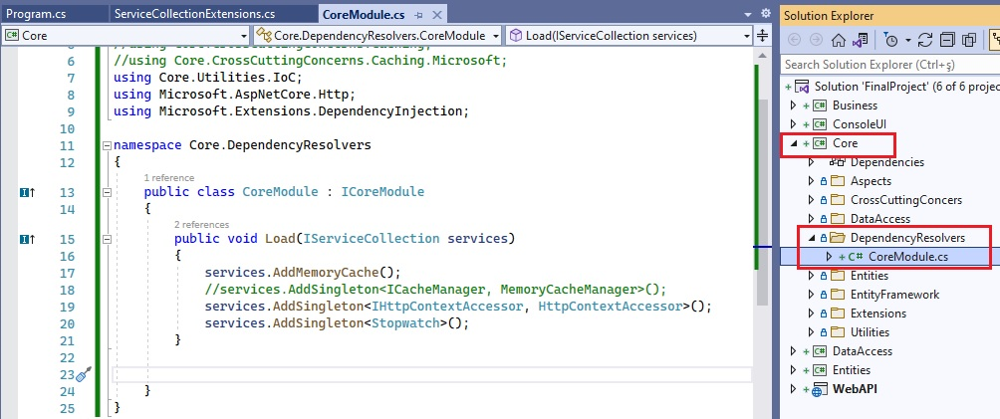 Program.cs
ServiceCollectionExtensions.cs
CoreModule.cs
Core
Core.DependencyResolvers.CoreModule
Load(IServiceCollection services)
//using Core.CrossCuttingConcerns.Caching;
7 //using Core.CrossCuttingConcerns.Caching.Microsoft;
using Core.Utilities.IoC;
8 using Microsoft.AspNetCore.Http;
9 using Microsoft.Extensions.DependencyInjection;
10
11 namespace Core.DependencyResolvers
12 {
1 reference
13 public class CoreModule : ICoreModule
14 {
2 references
15 public void Load(IServiceCollection services)
16 {
17 services.AddMemoryCache();
18 //services.AddSingleton<ICacheManager, MemoryCacheManager>();
19 services.AddSingleton<IHttpContextAccessor, HttpContextAccessor>();
20 services.AddSingleton<Stopwatch>();
21 }
22
23
24 }
25 }
Solution Explorer
Search Solution Explorer (Ctrl+ş)
Solution 'FinalProject' (6 of 6 projec
Business
ConsoleUI
Core
Dependencies
Aspects
CrossCuttingConcers
DataAccess
DependencyResolvers
CoreModule.cs
Entities
EntityFramework
Extensions
Utilities
DataAccess
Entities
WebAPI